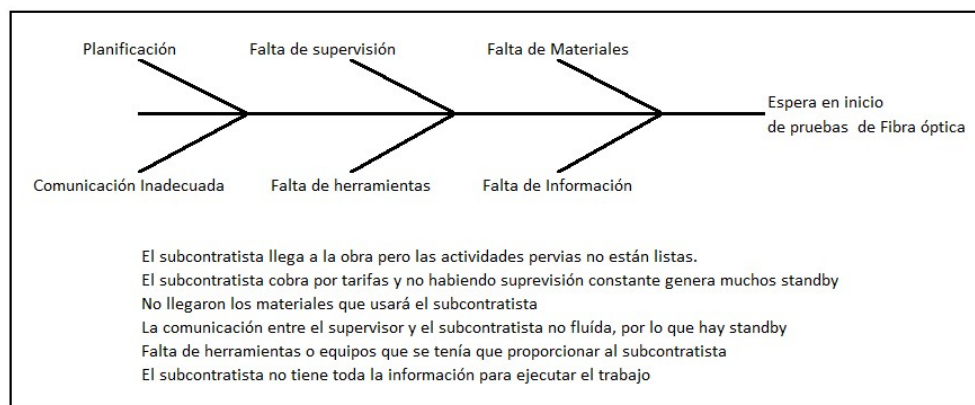 Planificación
Falta de supervisión
Falta de Materiales
Espera en inicio
de pruebas de Fibra óptica
Comunicación Inadecuada
Falta de herramientas
Falta de Información
El subcontratista llega a la obra pero las actividades pervias no están listas.
El subcontratista cobra por tarifas y no habiendo suprevisión constante genera muchos standby
No llegaron los materiales que usará el subcontratista
La comunicación entre el supervisor y el subcontratista no fluída, por lo que hay standby
Falta de herramientas o equipos que se tenía que proporcionar al subcontratista
El subcontratista no tiene toda la información para ejecutar el trabajo